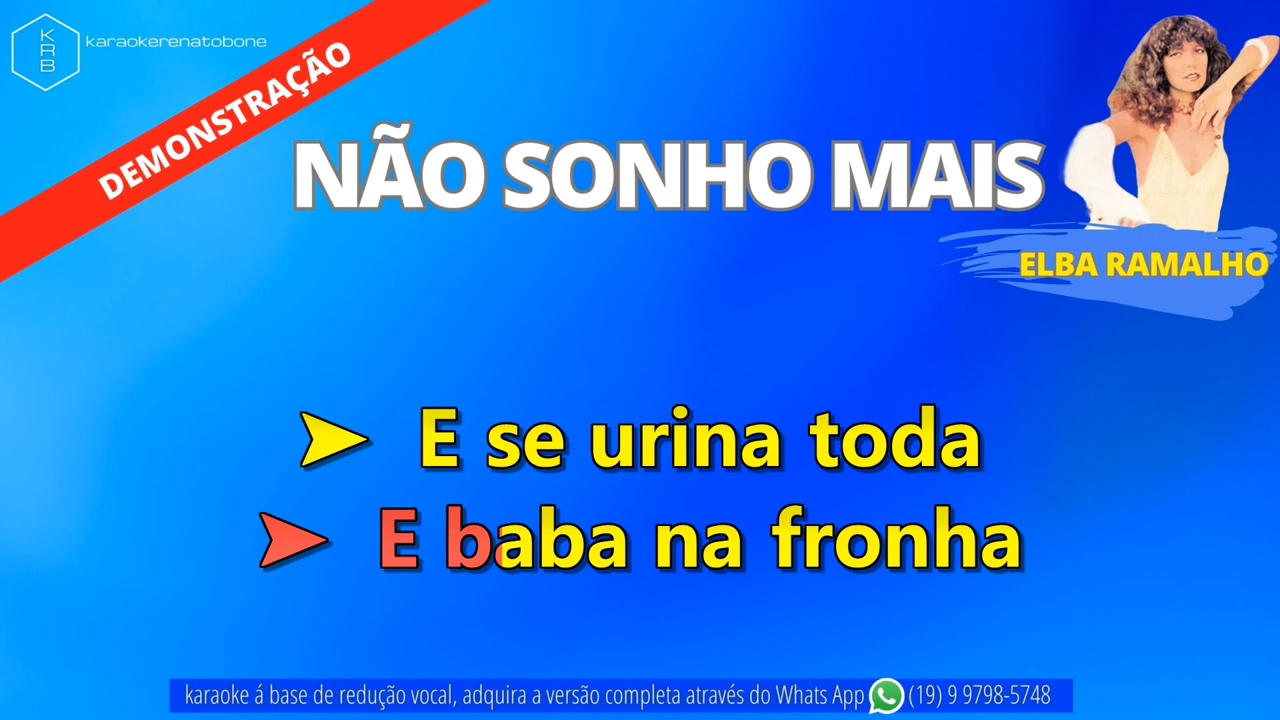 KRB
karaokerenatobone
DEMONSTRAÇÃO
NÃO SONHO MAIS
ELBA RAMALHO
➤ E se urina toda
➤ E baba na fronha
karaoke á base de redução vocal, adquira a versão completa através do Whats App (19) 9 9798-5748